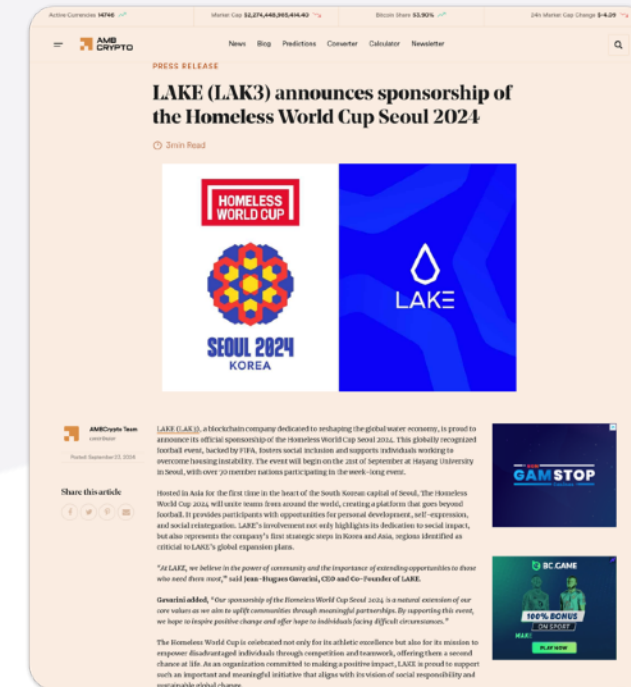 Active Currencies 14746
Market Cap $2,274,448,965,414.40
Bitcoin Share 53.90%
24h Market Cap Change $-4.09
AMB
CRYPTO
News Blog Predictions Converter Calculator Newsletter
PRESS RELEASE
LAKE (LAK3) announces sponsorship of
the Homeless World Cup Seoul 2024
3min Read
HOMELESS
WORLD CUP
SEOUL 2024
KOREA
LAKE
AMBCrypto Team
contributor
Posted: September 23, 2024
Share this article
LAKE (LAK3), a blockchain company dedicated to reshaping the global water economy, is proud to
announce its official sponsorship of the Homeless World Cup Seoul 2024. This globally recognized
football event, backed by FIFA, fosters social inclusion and supports individuals working to
overcome housing instability. The event will begin on the 21st of September at Hayang University
in Seoul, with over 70 member nations participating in the week-long event.
Hosted in Asia for the first time in the heart of the South Korean capital of Seoul, The Homeless
World Cup 2024 will unite teams from around the world, creating a platform that goes beyond
football. It provides participants with opportunities for personal development, self-expression,
and social reintegration. LAKE's involvement not only highlights its dedication to social impact,
but also represents the company's first strategic steps in Korea and Asia, regions identified as
critical to LAKE's global expansion plans.
"At LAKE, we believe in the power of community and the importance of extending opportunities to those
who need them most," said Jean-Hugues Gavarini, CEO and Co-Founder of LAKE.
Gavarini added, "Our sponsorship of the Homeless World Cup Seoul 2024 is a natural extension of our
core values as we aim to uplift communities through meaningful partnerships. By supporting this event,
we hope to inspire positive change and offer hope to individuals facing difficult circumstances."
The Homeless World Cup is celebrated not only for its athletic excellence but also for its mission to
empower disadvantaged individuals through competition and teamwork, offering them a second
chance at life. As an organization committed to making a positive impact, LAKE is proud to support
such an important and meaningful initiative that aligns with its vision of social responsibility and
sustainable global change.
GAMSTOP
BC.GAME
100% BONUS
ON SPORT
PLAY NOW